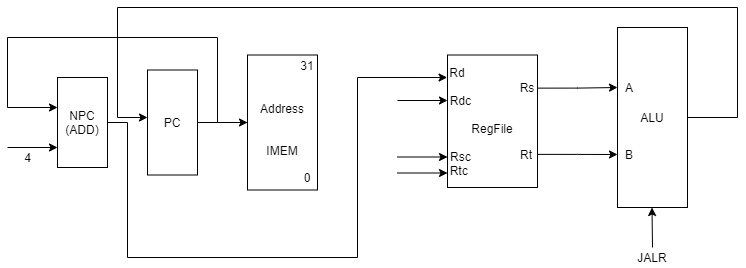 4
NPC
(ADD)
PC
31
Address
IMEM
0
Rd
Rdc
RegFile
Rsc
Rtc
Rs
Rt
A
ALU
B
JALR